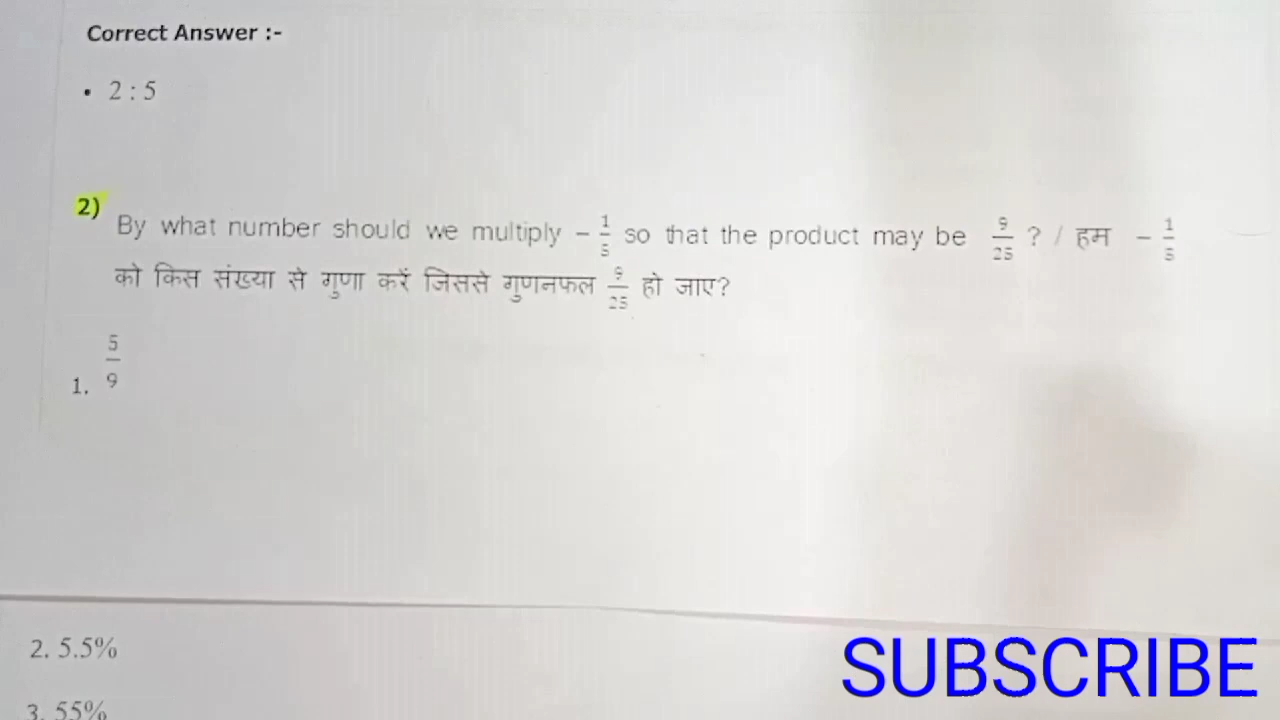 Correct Answer :-
• 2 : 5
2) By what number should we multiply - 1/5 so that the product may be 9/25 ? / हम - 1/5
को किस संख्या से गुणा करें जिससे गुणनफल 9/25 हो जाए?
1. 5/9
2. 5.5%
3. 55%
SUBSCRIBE